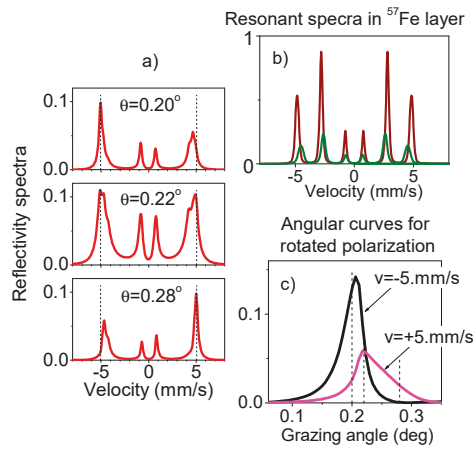 a)
Reflectivity spectra
0.1
0.0
θ=0.20°
0.1
0.0
θ=0.22°
0.1
0.0
θ=0.28°
-5 0 5
Velocity (mm/s)
Resonant specra in ⁵⁷Fe layer
b)
1
0
-5 0 5
Velocity (mm/s)
Angular curves for
rotated polarization
c)
v=-5.mm/s
v=+5.mm/s
0.1
0.0
0.1 0.2 0.3
Grazing angle (deg)